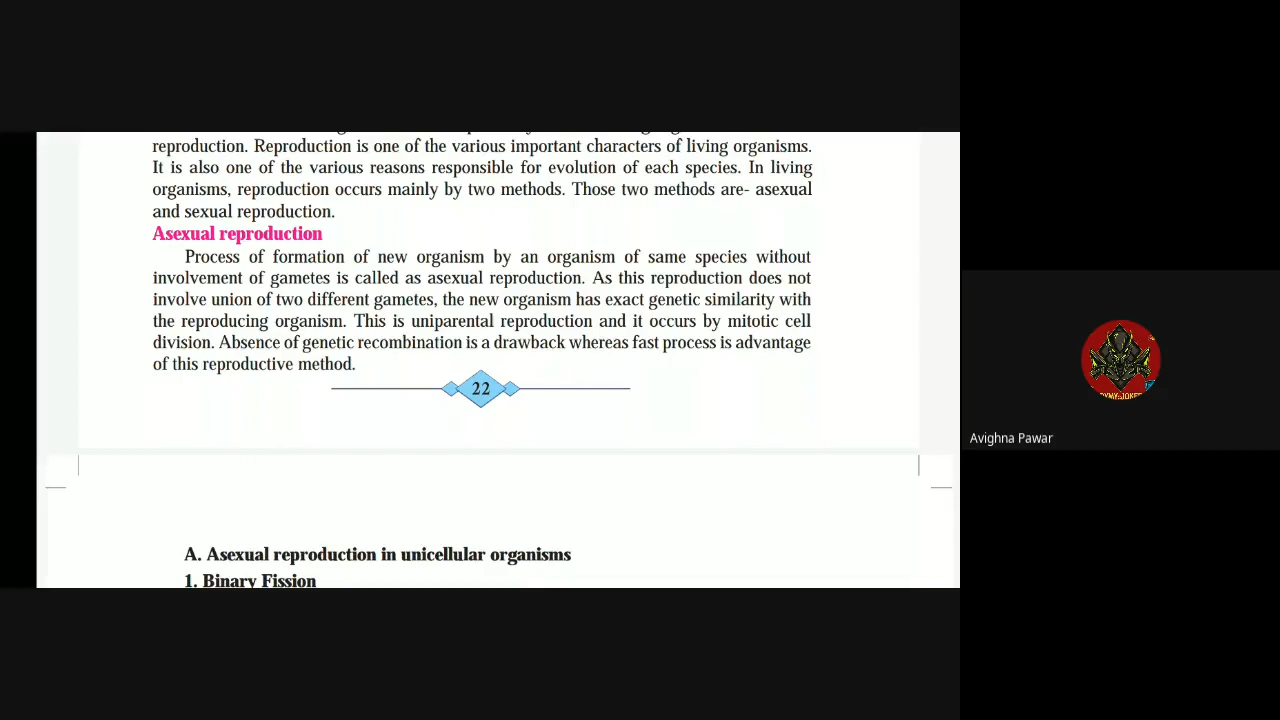 reproduction. Reproduction is one of the various important characters of living organisms.
It is also one of the various reasons responsible for evolution of each species. In living
organisms, reproduction occurs mainly by two methods. Those two methods are- asexual
and sexual reproduction.
Asexual reproduction
Process of formation of new organism by an organism of same species without
involvement of gametes is called as asexual reproduction. As this reproduction does not
involve union of two different gametes, the new organism has exact genetic similarity with
the reproducing organism. This is uniparental reproduction and it occurs by mitotic cell
division. Absence of genetic recombination is a drawback whereas fast process is advantage
of this reproductive method.
22
A. Asexual reproduction in unicellular organisms
1. Binary Fission
Avighna Pawar